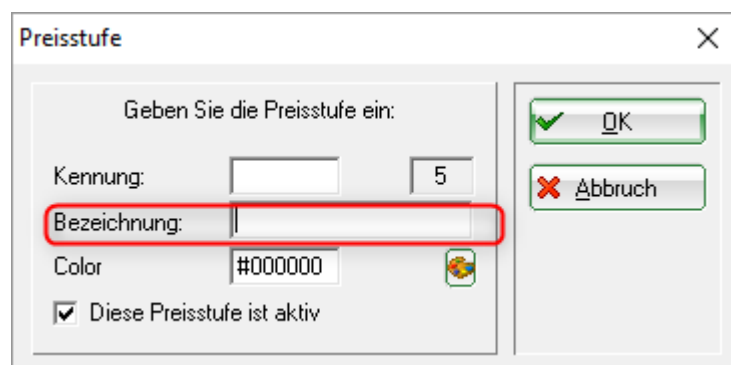 Preisstufe
Geben Sie die Preisstufe ein:
Kennung: 5
Bezeichnung:
Color #000000
Diese Preisstufe ist aktiv
OK
Abbruch